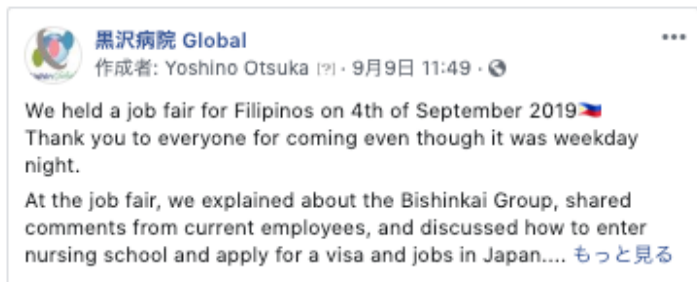 黒沢病院 Global
作成者: Yoshino Otsuka [?] · 9月9日 11:49 ·
We held a job fair for Filipinos on 4th of September 2019🇵🇭
Thank you to everyone for coming even though it was weekday
night.
At the job fair, we explained about the Bishinkai Group, shared
comments from current employees, and discussed how to enter
nursing school and apply for a visa and jobs in Japan.... もっと見る